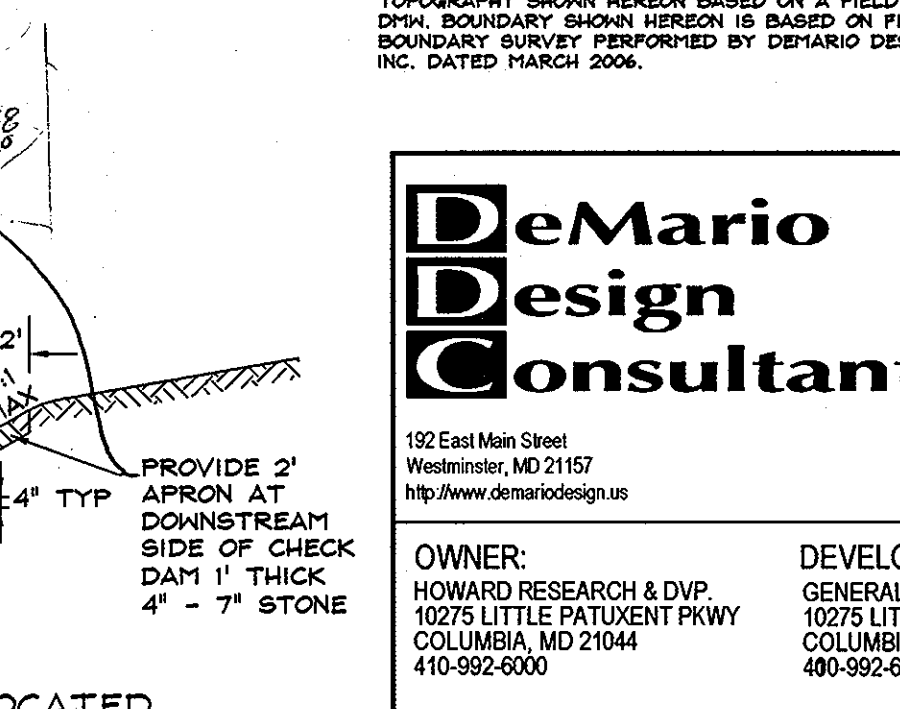 TOPOGRAPHY SHOWN HEREON BASED ON A FIELD
DMW. BOUNDARY SHOWN HEREON IS BASED ON
BOUNDARY SURVEY PERFORMED BY DEMARIO
INC. DATED MARCH 2006.
DeMario
Design
Consultant
192 East Main Street
Westminster, MD 21157
http://www.demariodesign.us
2'
4" TYP
PROVIDE 2'
APRON AT
DOWNSTREAM
SIDE OF CHECK
DAM 1' THICK
4" - 7" STONE
OWNER:
HOWARD RESEARCH & DVP.
10275 LITTLE PATUXENT PKWY
COLUMBIA, MD 21044
410-992-6000
GENERAL
10275